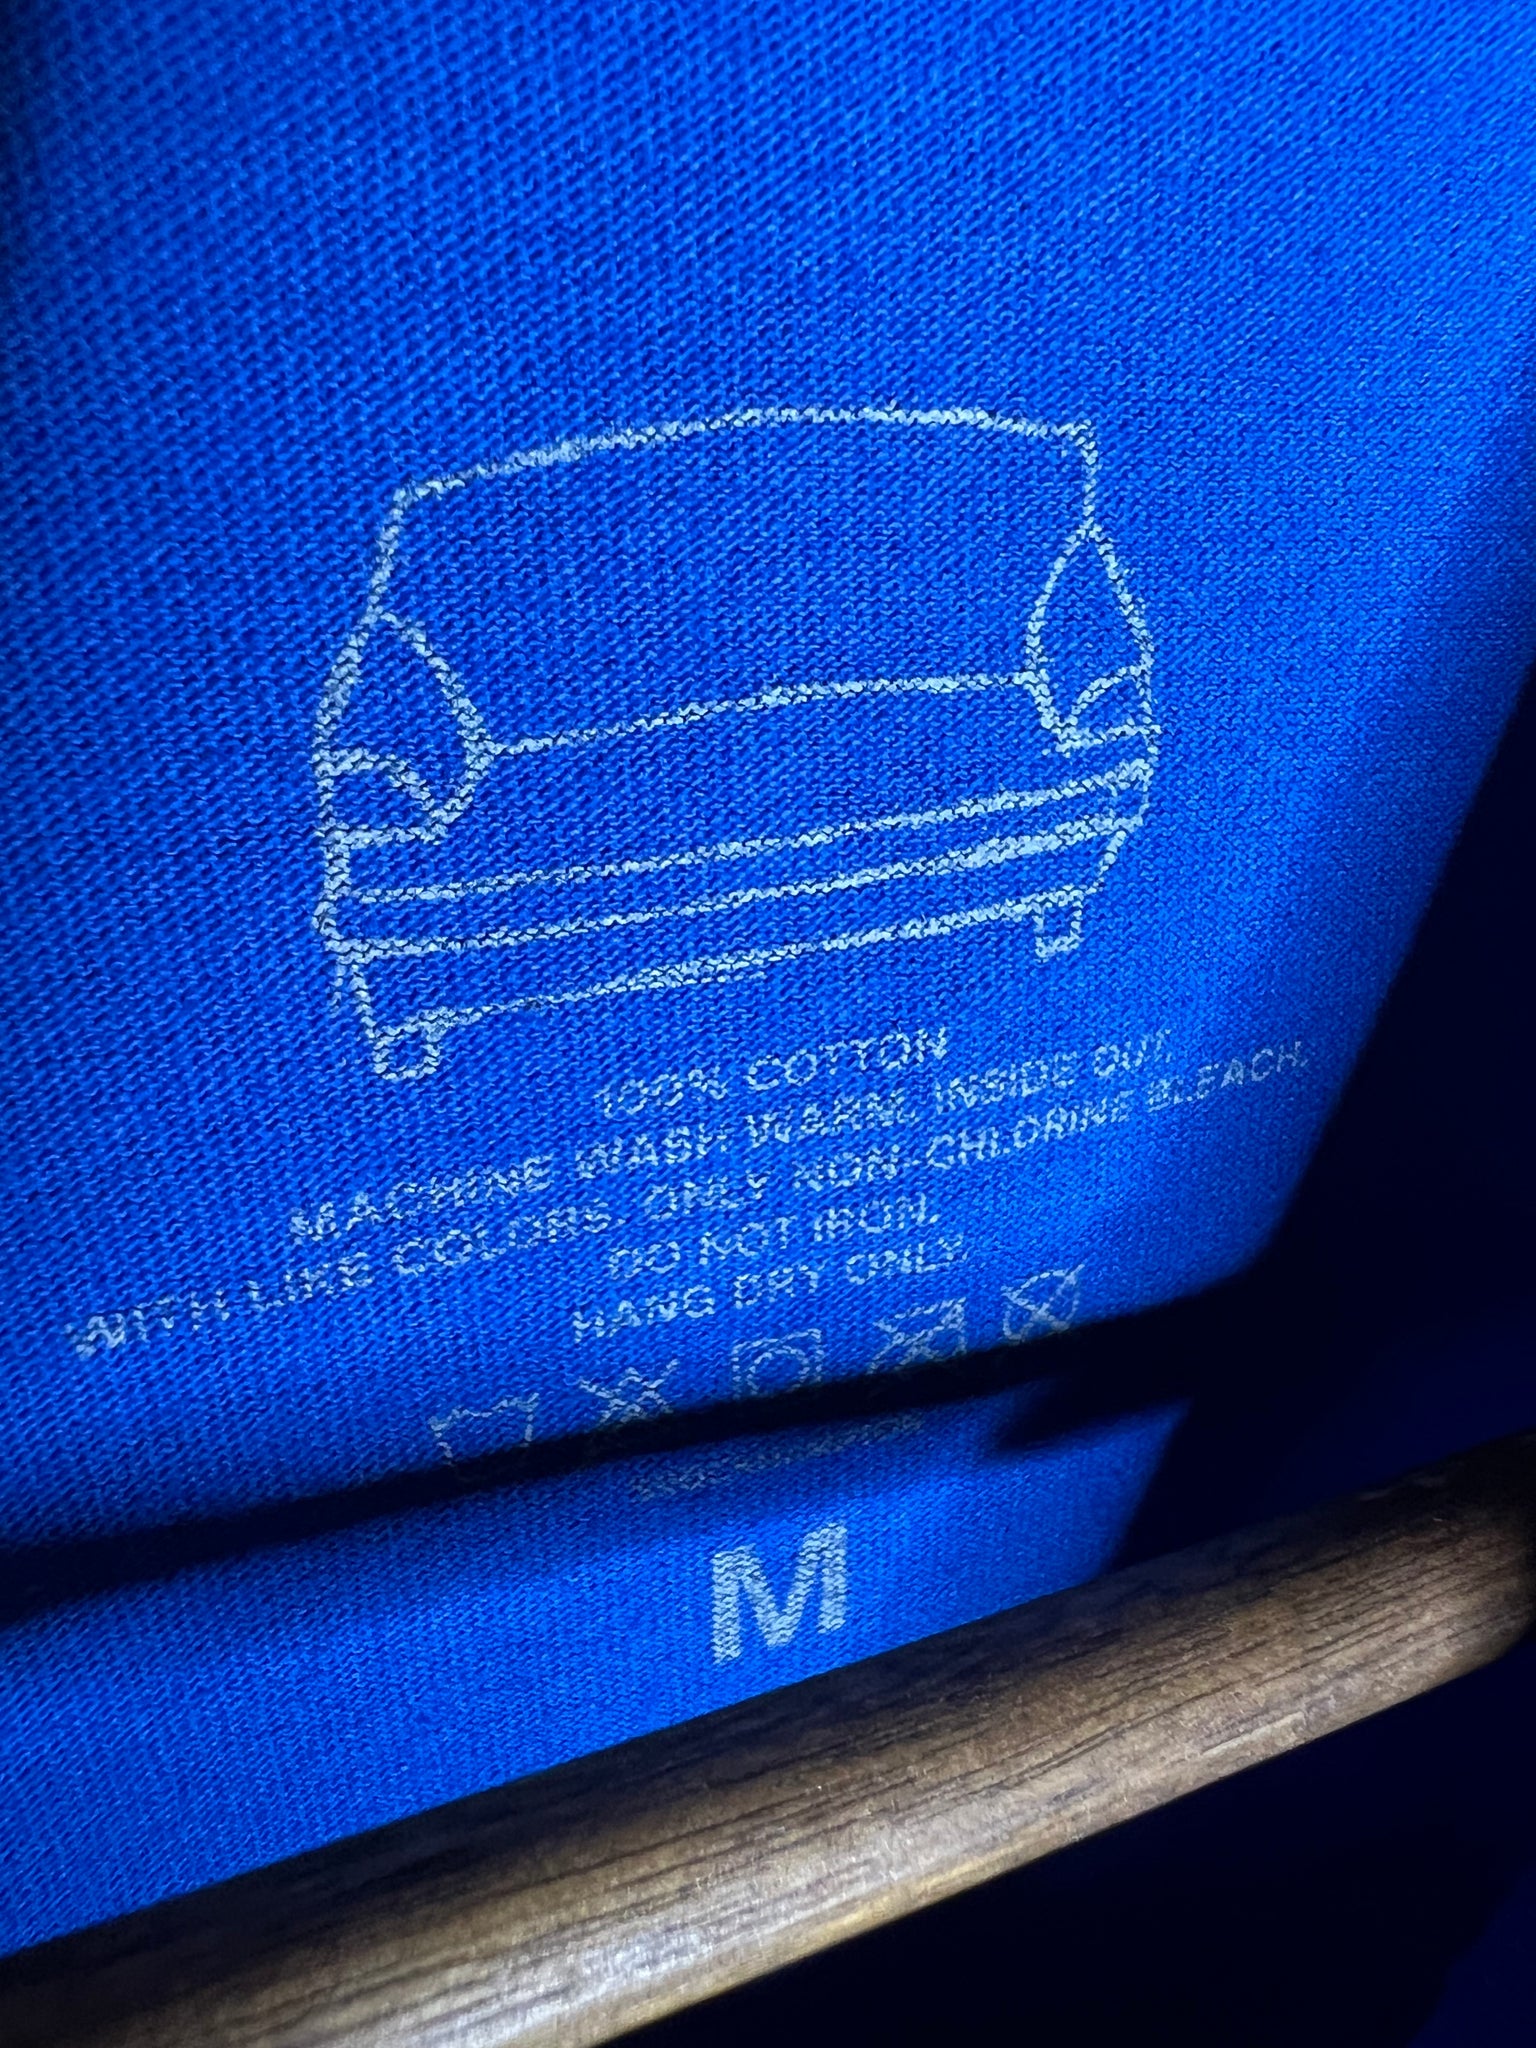 100% COTTON
MACHINE WASH WARM, INSIDE OUT,
WITH LIKE COLORS. ONLY NON-CHLORINE BLEACH.
DO NOT IRON.
HANG DRY ONLY.
M